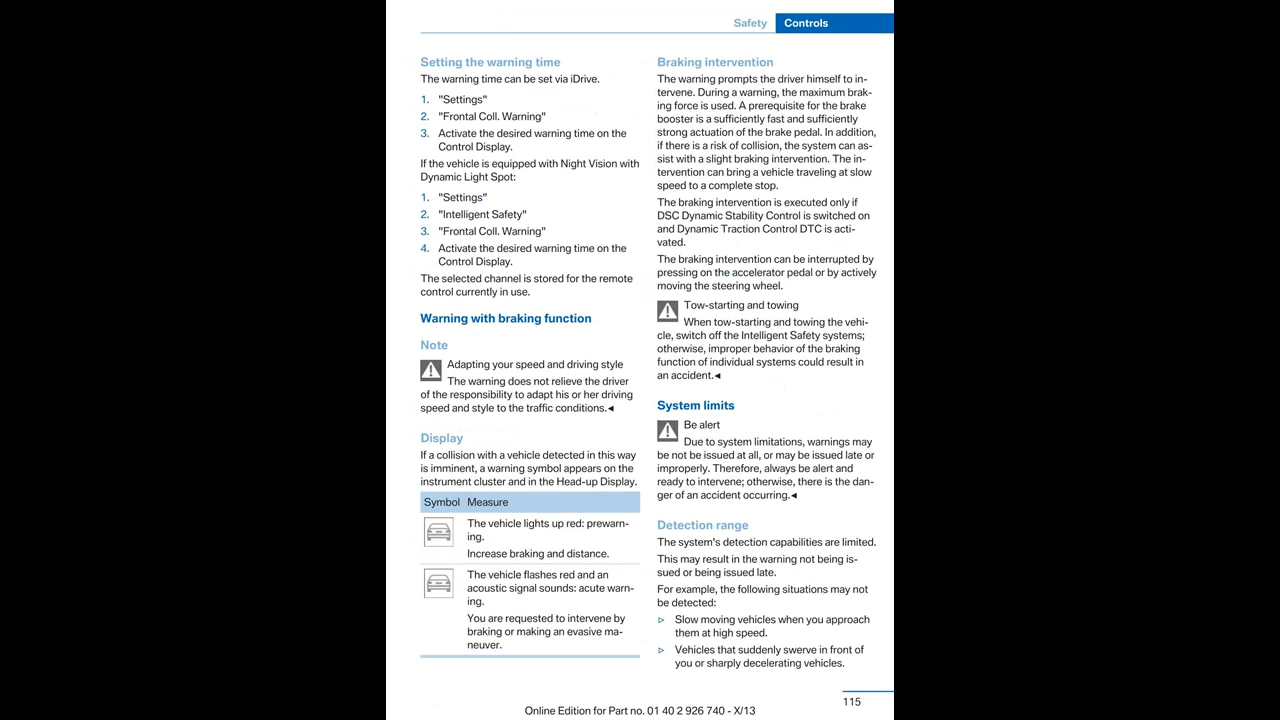 Safety Controls
Setting the warning time
The warning time can be set via iDrive.
1. "Settings"
2. "Frontal Coll. Warning"
3. Activate the desired warning time on the
Control Display.
If the vehicle is equipped with Night Vision with
Dynamic Light Spot:
1. "Settings"
2. "Intelligent Safety"
3. "Frontal Coll. Warning"
4. Activate the desired warning time on the
Control Display.
The selected channel is stored for the remote
control currently in use.
Warning with braking function
Note
Adapting your speed and driving style
The warning does not relieve the driver
of the responsibility to adapt his or her driving
speed and style to the traffic conditions.◄
Display
If a collision with a vehicle detected in this way
is imminent, a warning symbol appears on the
instrument cluster and in the Head-up Display.
Symbol Measure
The vehicle lights up red: prewarn-
ing.
Increase braking and distance.
The vehicle flashes red and an
acoustic signal sounds: acute warn-
ing.
You are requested to intervene by
braking or making an evasive ma-
neuver.
Braking intervention
The warning prompts the driver himself to in-
tervene. During a warning, the maximum brak-
ing force is used. A prerequisite for the brake
booster is a sufficiently fast and sufficiently
strong actuation of the brake pedal. In addition,
if there is a risk of collision, the system can as-
sist with a slight braking intervention. The in-
tervention can bring a vehicle traveling at slow
speed to a complete stop.
The braking intervention is executed only if
DSC Dynamic Stability Control is switched on
and Dynamic Traction Control DTC is acti-
vated.
The braking intervention can be interrupted by
pressing on the accelerator pedal or by actively
moving the steering wheel.
Tow-starting and towing
When tow-starting and towing the vehi-
cle, switch off the Intelligent Safety systems;
otherwise, improper behavior of the braking
function of individual systems could result in
an accident.◄
System limits
Be alert
Due to system limitations, warnings may
be not be issued at all, or may be issued late or
improperly. Therefore, always be alert and
ready to intervene; otherwise, there is the dan-
ger of an accident occurring.◄
Detection range
The system's detection capabilities are limited.
This may result in the warning not being is-
sued or being issued late.
For example, the following situations may not
be detected:
▷ Slow moving vehicles when you approach
them at high speed.
▷ Vehicles that suddenly swerve in front of
you or sharply decelerating vehicles.
115
Online Edition for Part no. 01 40 2 926 740 - X/13